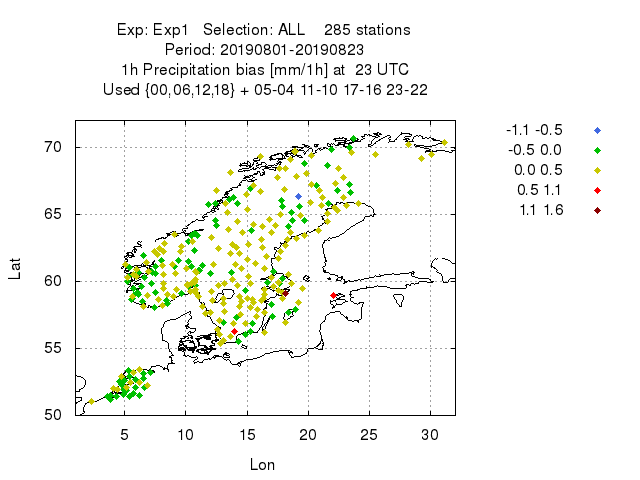 Exp: Exp1   Selection: ALL    285 stations
Period: 20190801-20190823
1h Precipitation bias [mm/1h] at  23 UTC
Used {00,06,12,18} + 05-04 11-10 17-16 23-22
-1.1 -0.5
-0.5 0.0
0.0 0.5
0.5 1.1
1.1 1.6
70
65
60
55
50
Lat
5 10 15 20 25 30
Lon